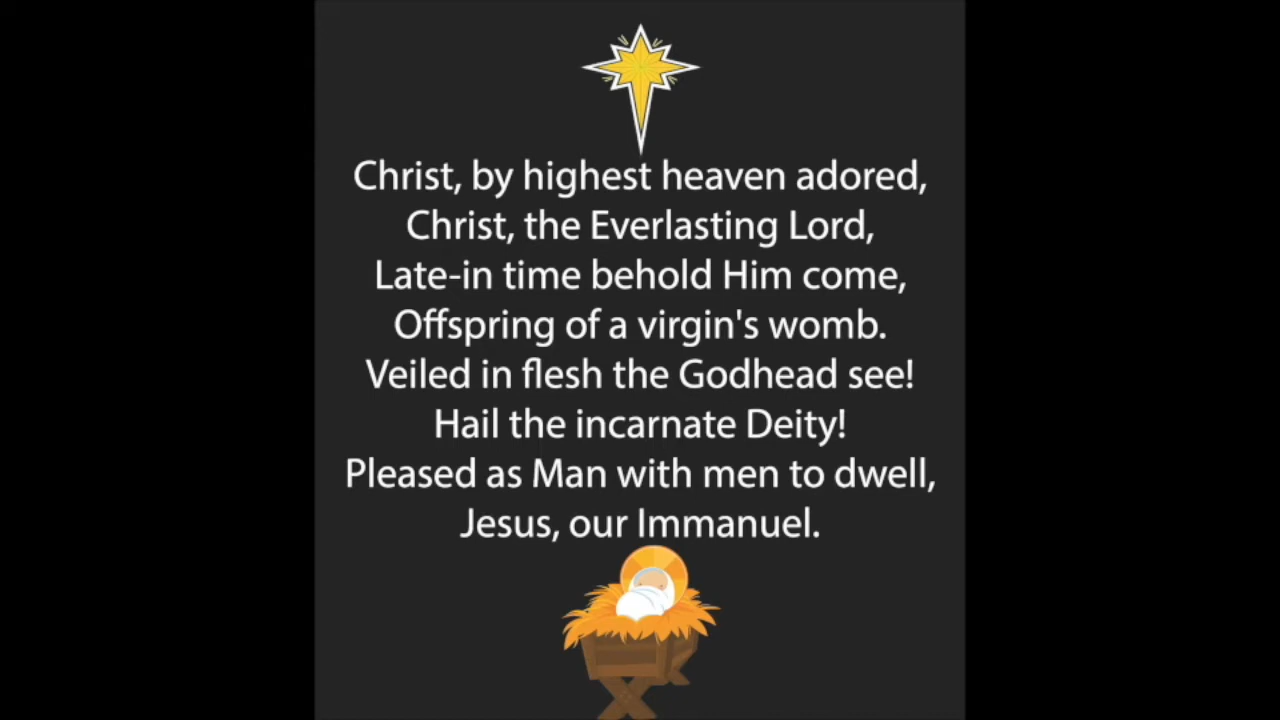 Christ, by highest heaven adored,
Christ, the Everlasting Lord,
Late-in time behold Him come,
Offspring of a virgin's womb.
Veiled in flesh the Godhead see!
Hail the incarnate Deity!
Pleased as Man with men to dwell,
Jesus, our Immanuel.